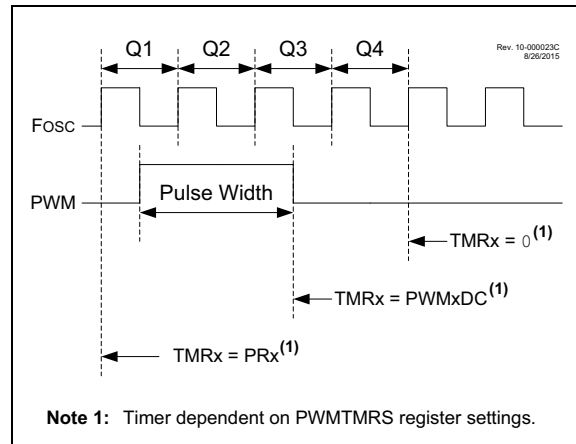 Q1 Q2 Q3 Q4
Rev. 10-000023C
8/26/2015
FOSC
Pulse Width
PWM
TMRx = 0(1)
TMRx = PWMxDC(1)
TMRx = PRx(1)
Note 1: Timer dependent on PWMTMRS register settings.